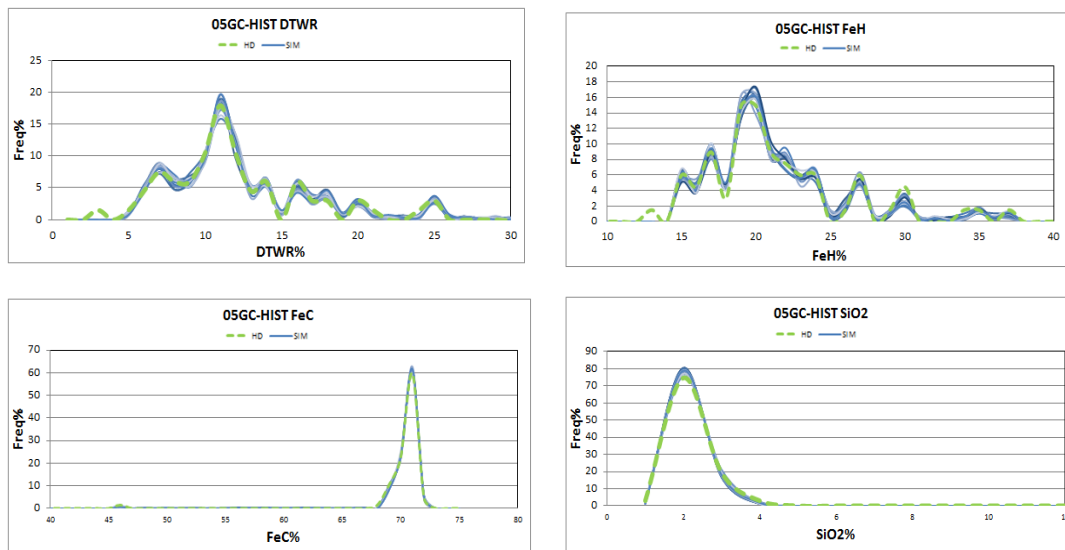 05GC-HIST DTWR
HD SIM
25
20
15
10
5
0
Freq%
0 5 10 15 20 25 30
DTWR%
05GC-HIST FeH
HD SIM
20
18
16
14
12
10
8
6
4
2
0
Freq%
10 15 20 25 30 35 40
FeH%
05GC-HIST FeC
HD SIM
70
60
50
40
30
20
10
0
Freq%
40 45 50 55 60 65 70 75 80
FeC%
05GC-HIST SiO2
HD SIM
90
80
70
60
50
40
30
20
10
0
Freq%
0 2 4 6 8 10
SiO2%